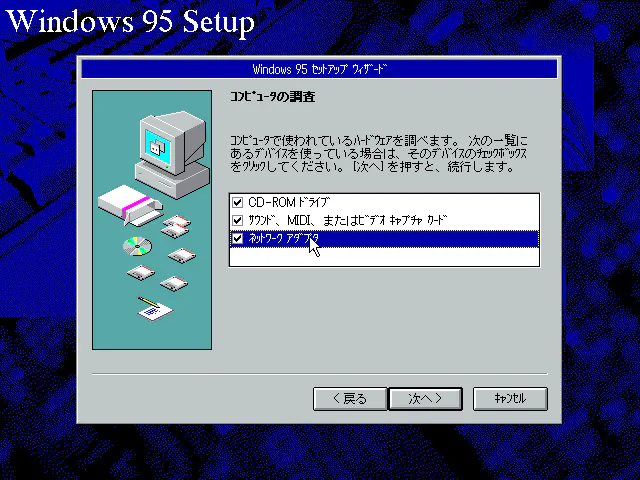 Windows 95 Setup
Windows 95 ｾｯﾄｱｯﾌﾟ ｳｨｻﾞｰﾄﾞ
ｺﾝﾋﾟｭｰﾀの調査
ｺﾝﾋﾟｭｰﾀで使われているﾊｰﾄﾞｳｪｱを調べます。 次の一覧に
あるﾃﾞﾊﾞｲｽを使っている場合は、そのﾃﾞﾊﾞｲｽのﾁｪｯｸﾎﾞｯｸｽ
をｸﾘｯｸしてください。 [次へ] を押すと、続行します。
CD-ROM ﾄﾞﾗｲﾌﾞ
ｻｳﾝﾄﾞ、MIDI、またはﾋﾞﾃﾞｵ ｷｬﾌﾟﾁｬ ｶｰﾄﾞ
ﾈｯﾄﾜｰｸ ｱﾀﾞﾌﾟﾀ
< 戻る
次へ >
ｷｬﾝｾﾙ